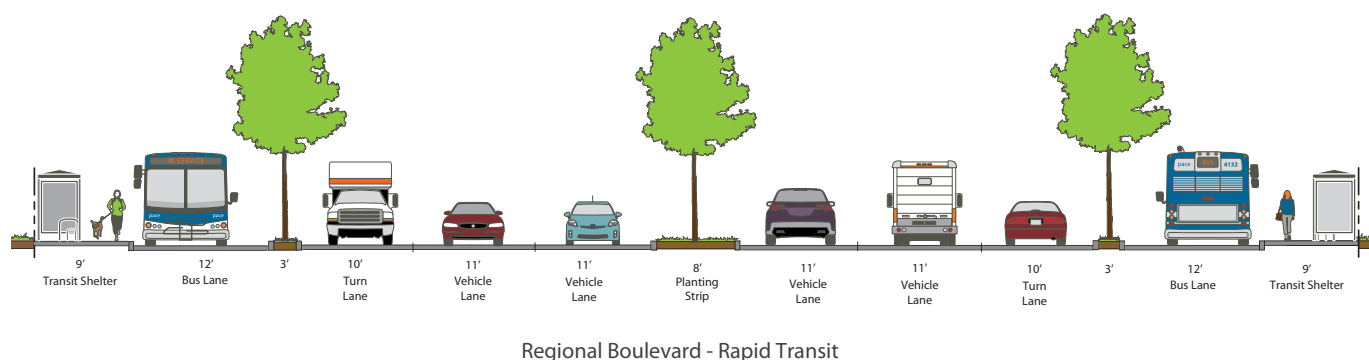 IN SERVICE
pace
pace
pace
BUS
4132
9’
Transit Shelter
12’
Bus Lane
3’
10’
Turn
Lane
11’
Vehicle
Lane
11’
Vehicle
Lane
8’
Planting
Strip
11’
Vehicle
Lane
11’
Vehicle
Lane
10’
Turn
Lane
3’
12’
Bus Lane
9’
Transit Shelter
Regional Boulevard - Rapid Transit